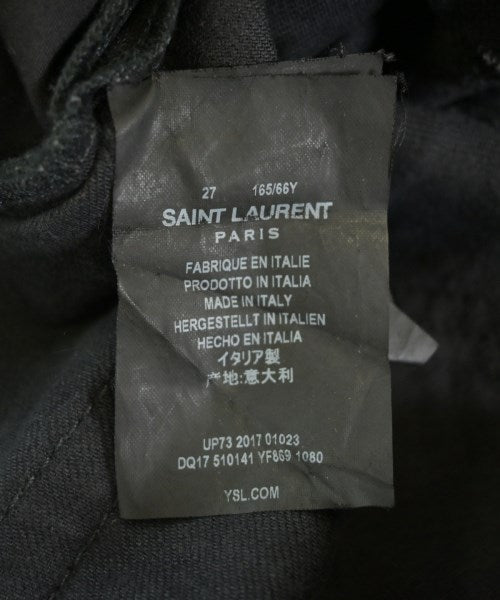 27 165/66Y
SAINT LAURENT
PARIS
FABRIQUE EN ITALIE
PRODOTTO IN ITALIA
MADE IN ITALY
HERGESTELLT IN ITALIEN
HECHO EN ITALIA
イタリア製
産地:意大利
UP73 2017 01023
DQ17 510141 YF869 1080
YSL.COM